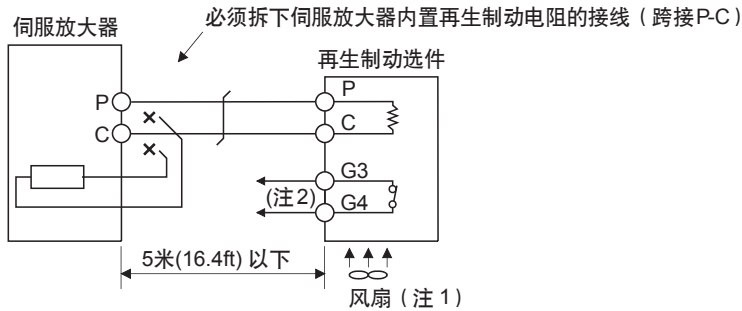 必须拆下伺服放大器内置再生制动电阻的接线（跨接P-C）
伺服放大器
再生制动选件
P
P
C
C
G3
(注2)
G4
5米(16.4ft) 以下
风扇（注 1）